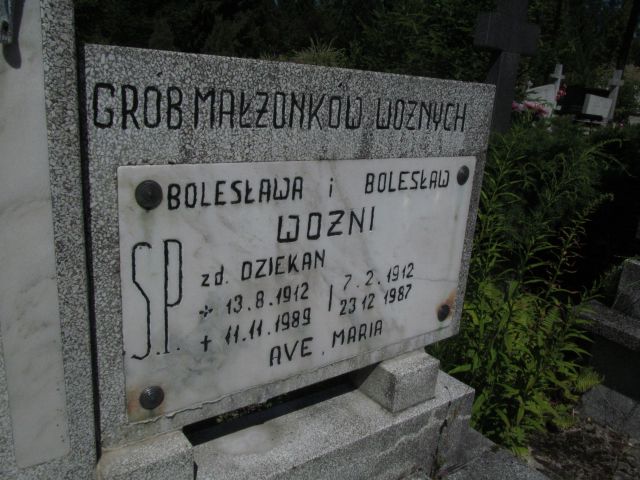 GRÓB MAŁŻONKÓW WOZNYCH
BOLESŁAWA i BOLESŁAW
WOZNI
Ś.P. zd. DZIEKAN
* 13.8.1912 | 7.2.1912
+ 11.11.1989 | 23 12 1987
AVE, MARIA